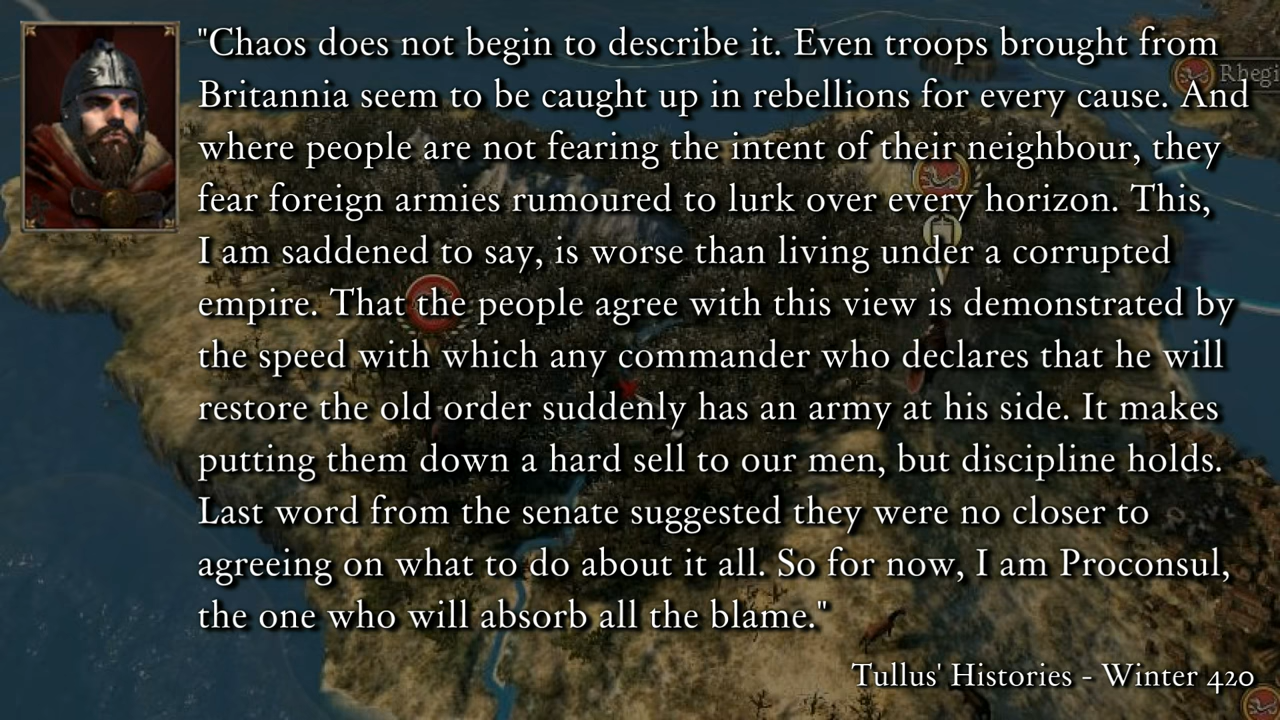 "Chaos does not begin to describe it. Even troops brought from
Britannia seem to be caught up in rebellions for every cause. And
where people are not fearing the intent of their neighbour, they
fear foreign armies rumoured to lurk over every horizon. This,
I am saddened to say, is worse than living under a corrupted
empire. That the people agree with this view is demonstrated by
the speed with which any commander who declares that he will
restore the old order suddenly has an army at his side. It makes
putting them down a hard sell to our men, but discipline holds.
Last word from the senate suggested they were no closer to
agreeing on what to do about it all. So for now, I am Proconsul,
the one who will absorb all the blame."
Tullus' Histories - Winter 420
Rhegi